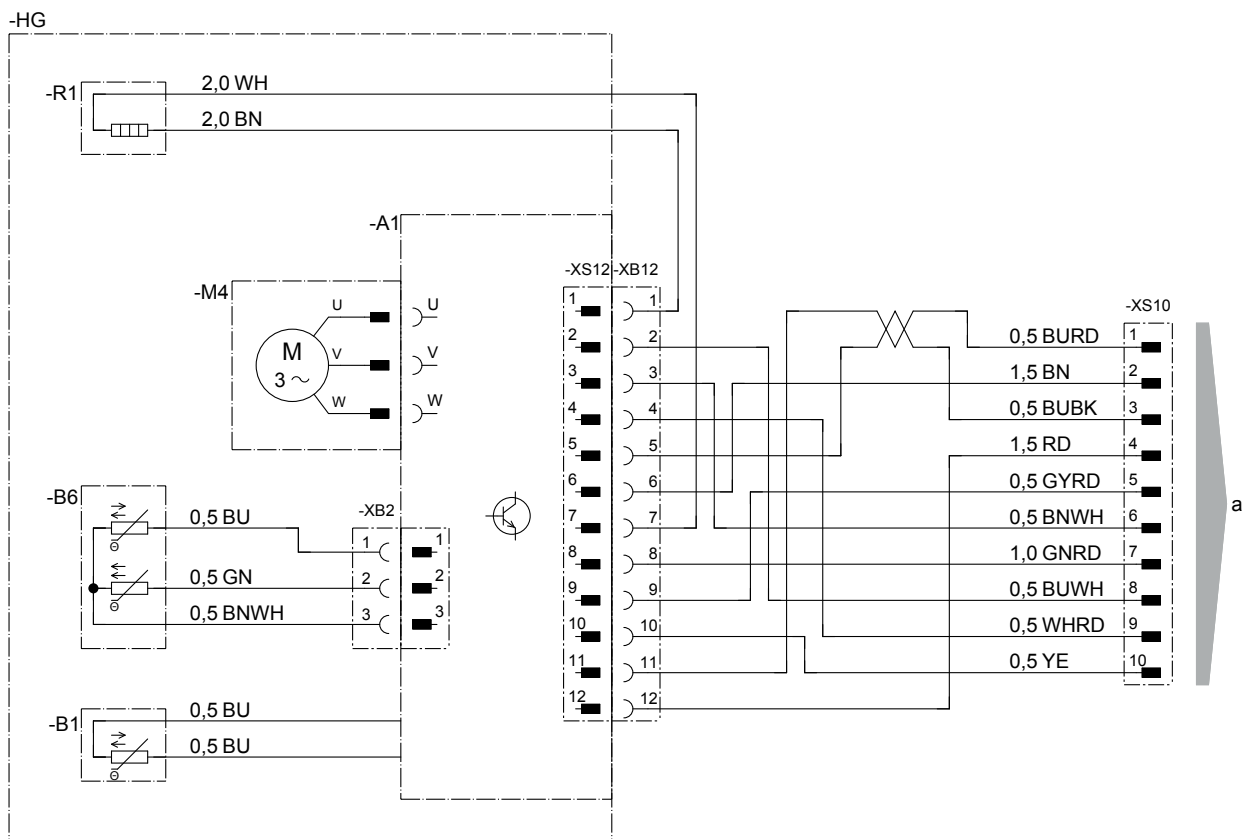 -HG
-R1
2,0 WH
2,0 BN
-A1
-M4
M
3 ~
U
V
W
U
V
W
-XS12
-XB12
1
2
3
4
5
6
7
8
9
10
11
12
1
2
3
4
5
6
7
8
9
10
11
12
-XS10
0,5 BURD
1
1,5 BN
2
0,5 BUBK
3
1,5 RD
4
0,5 GYRD
5
0,5 BNWH
6
1,0 GNRD
7
0,5 BUWH
8
0,5 WHRD
9
0,5 YE
10
a
-B6
0,5 BU
0,5 GN
0,5 BNWH
Θ
Θ
-XB2
1
2
3
1
2
3
-B1
0,5 BU
0,5 BU
Θ